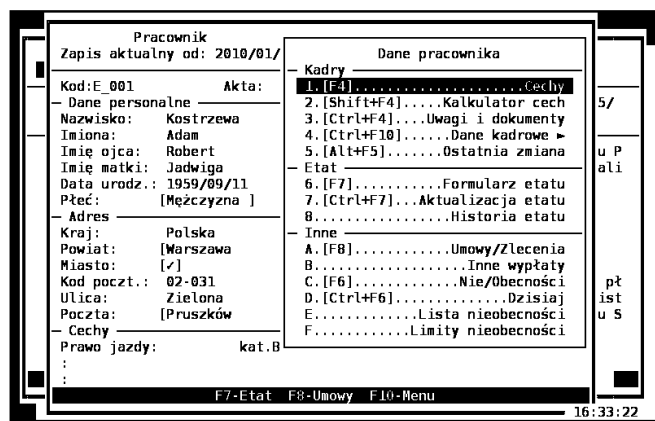 Pracownik
Zapis aktualny od: 2010/01/
Kod:E_001 Akta:
Dane personalne
Nazwisko: Kostrzewa
Imiona: Adam
Imię ojca: Robert
Imię matki: Jadwiga
Data urodz.: 1959/09/11
Płeć: [Mężczyzna ]
Adres
Kraj: Polska
Powiat: [Warszawa
Miasto: [✓]
Kod poczt.: 02-031
Ulica: Zielona
Poczta: [Pruszków
Cechy
Prawo jazdy: kat.B
:
:
Dane pracownika
Kadry
1.[F4]......................Cechy
2.[Shift+F4].....Kalkulator cech
3.[Ctrl+F4]....Uwagi i dokumenty
4.[Ctrl+F10]......Dane kadrowe ►
5.[Alt+F5].......Ostatnia zmiana
Etat
6.[F7]...........Formularz etatu
7.[Ctrl+F7]...Aktualizacja etatu
8.................Historia etatu
Inne
A.[F8]............Umowy/Zlecenia
B...................Inne wypłaty
C.[F6]............Nie/Obecności
D.[Ctrl+F6]..............Dzisiaj
E.............Lista nieobecności
F............Limity nieobecności
5/
u P
ali
pł
ist
u S
F7-Etat F8-Umowy F10-Menu
16:33:22